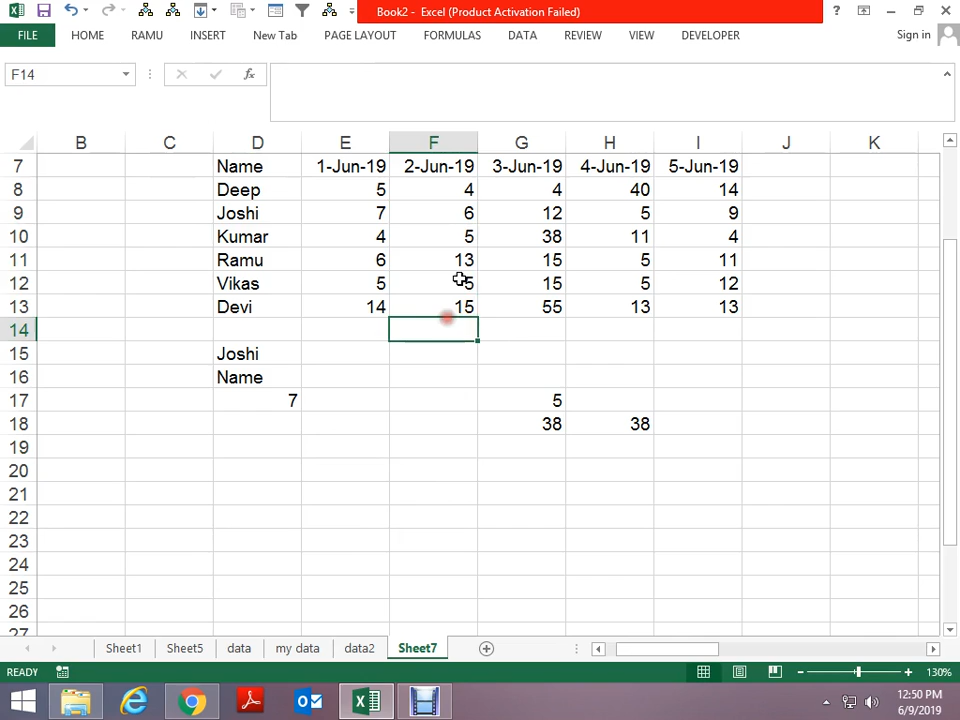 Book2 - Excel (Product Activation Failed)
FILE HOME RAMU INSERT New Tab PAGE LAYOUT FORMULAS DATA REVIEW VIEW DEVELOPER Sign in
F14
B C D E F G H I J K
7 Name 1-Jun-19 2-Jun-19 3-Jun-19 4-Jun-19 5-Jun-19
8 Deep 5 4 4 40 14
9 Joshi 7 6 12 5 9
10 Kumar 4 5 38 11 4
11 Ramu 6 13 15 5 11
12 Vikas 5 5 15 5 12
13 Devi 14 15 55 13 13
14
15 Joshi
16 Name
17 7 5
18 38 38
19
20
21
22
23
24
25
26
27
Sheet1 Sheet5 data my data data2 Sheet7
READY 130%
12:50 PM
6/9/2019